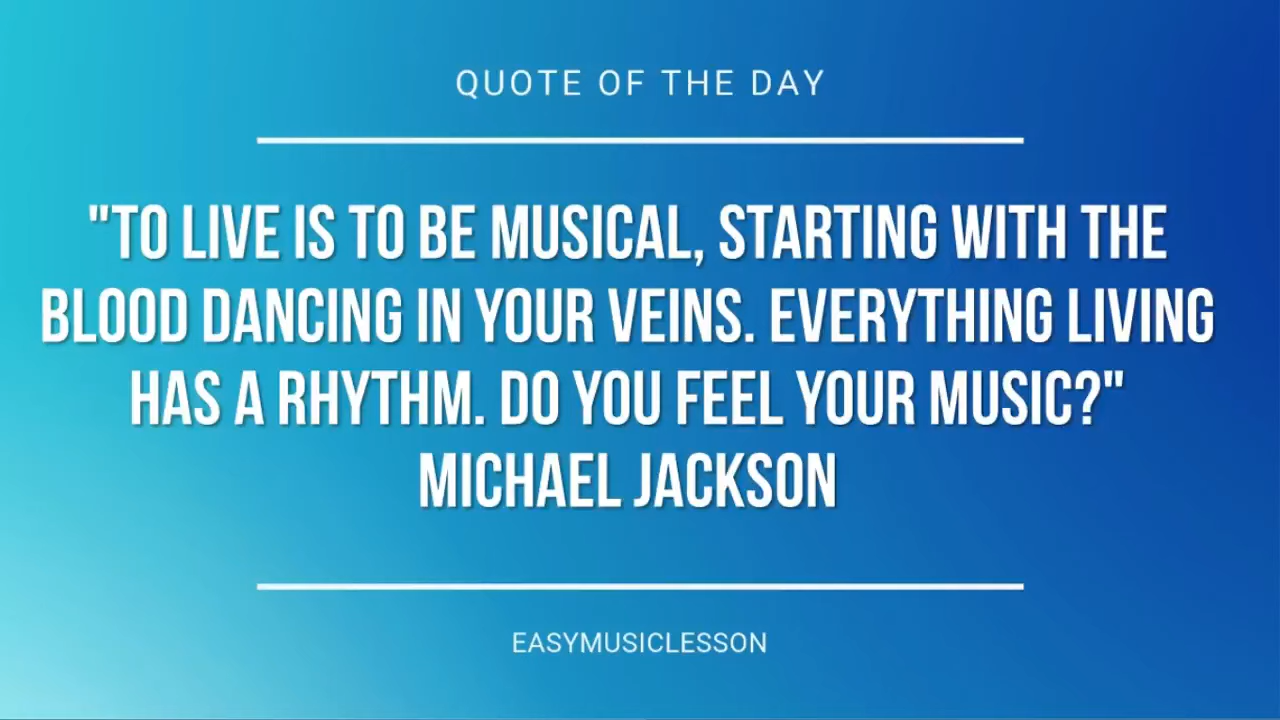 QUOTE OF THE DAY
"TO LIVE IS TO BE MUSICAL, STARTING WITH THE
BLOOD DANCING IN YOUR VEINS. EVERYTHING LIVING
HAS A RHYTHM. DO YOU FEEL YOUR MUSIC?"
MICHAEL JACKSON
EASYMUSICLESSON